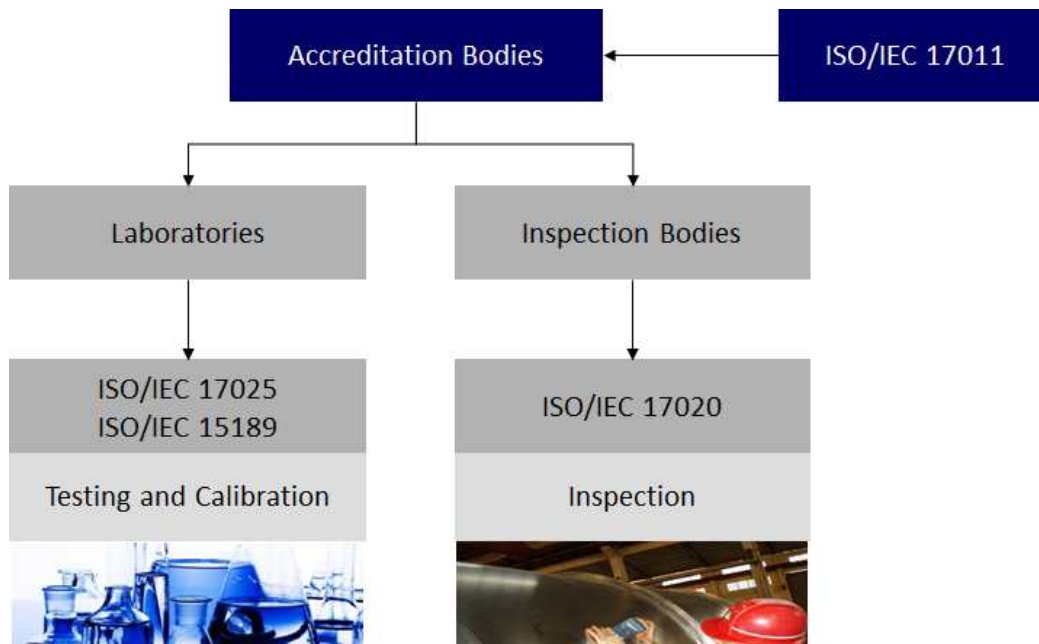 Accreditation Bodies
ISO/IEC 17011
Laboratories
Inspection Bodies
ISO/IEC 17025
ISO/IEC 15189
ISO/IEC 17020
Testing and Calibration
Inspection